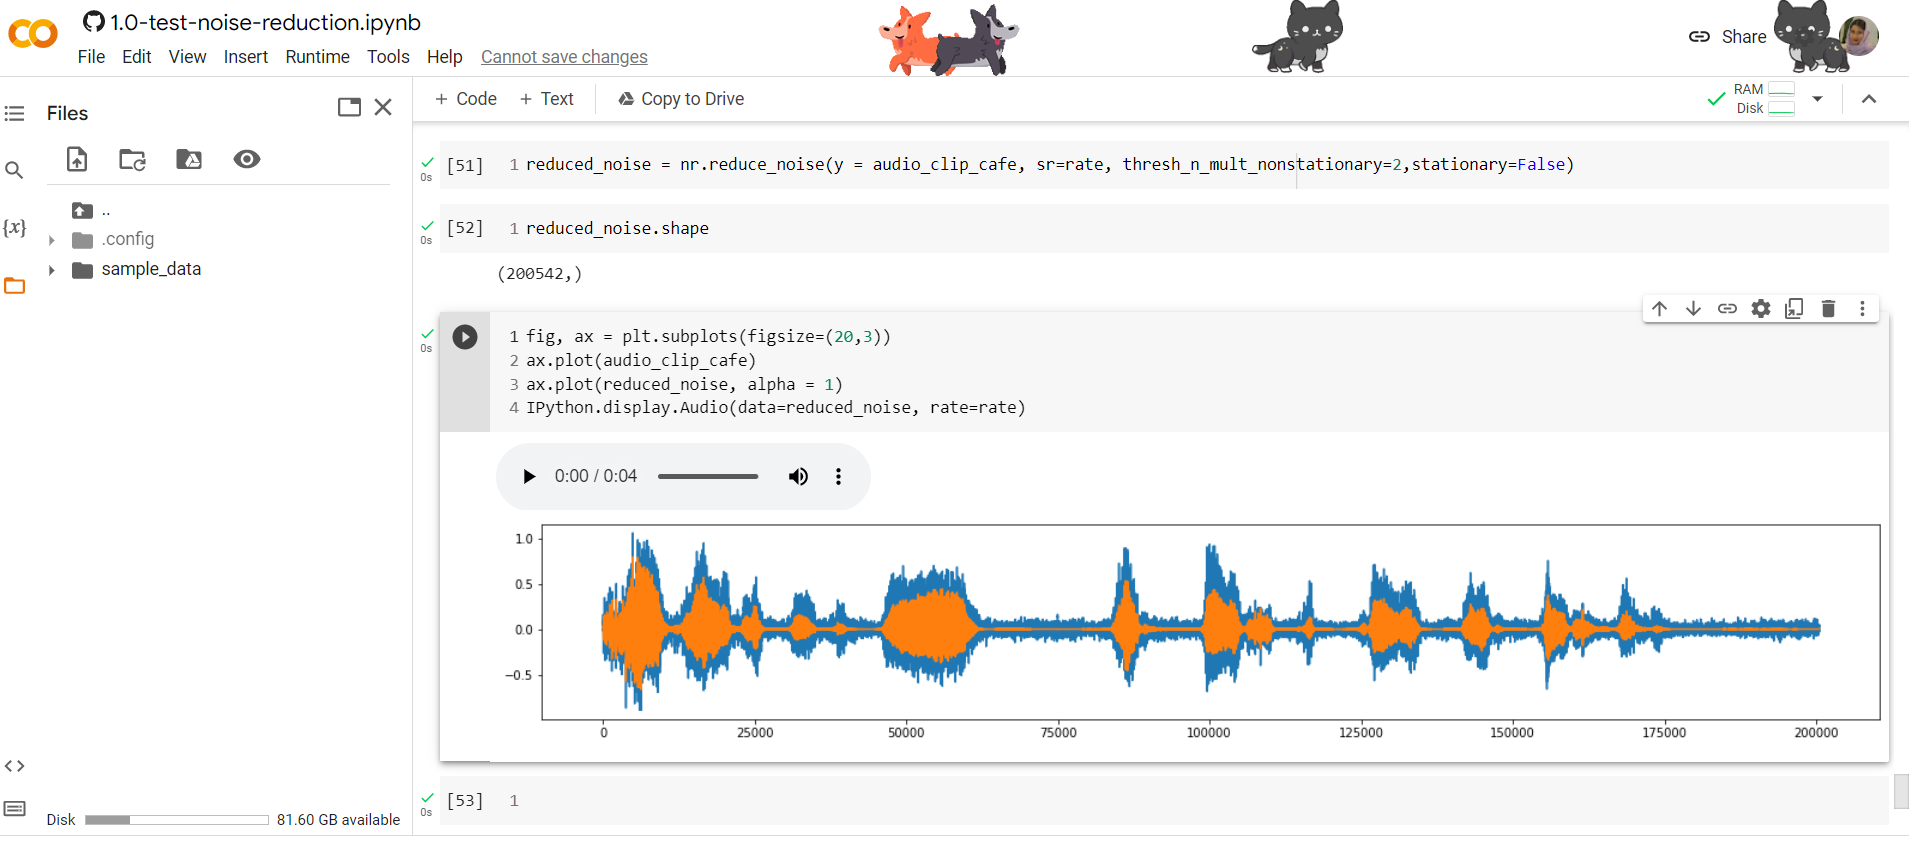 1.0-test-noise-reduction.ipynb
File Edit View Insert Runtime Tools Help Cannot save changes
Share
Files
+ Code + Text Copy to Drive
RAM
Disk
..
.config
sample_data
{x}
0s [51] 1 reduced_noise = nr.reduce_noise(y = audio_clip_cafe, sr=rate, thresh_n_mult_nonstationary=2,stationary=False)
0s [52] 1 reduced_noise.shape
(200542,)
0s
1 fig, ax = plt.subplots(figsize=(20,3))
2 ax.plot(audio_clip_cafe)
3 ax.plot(reduced_noise, alpha = 1)
4 IPython.display.Audio(data=reduced_noise, rate=rate)
0:00 / 0:04
1.0
0.5
0.0
−0.5
0 25000 50000 75000 100000 125000 150000 175000 200000
0s [53] 1
Disk 81.60 GB available